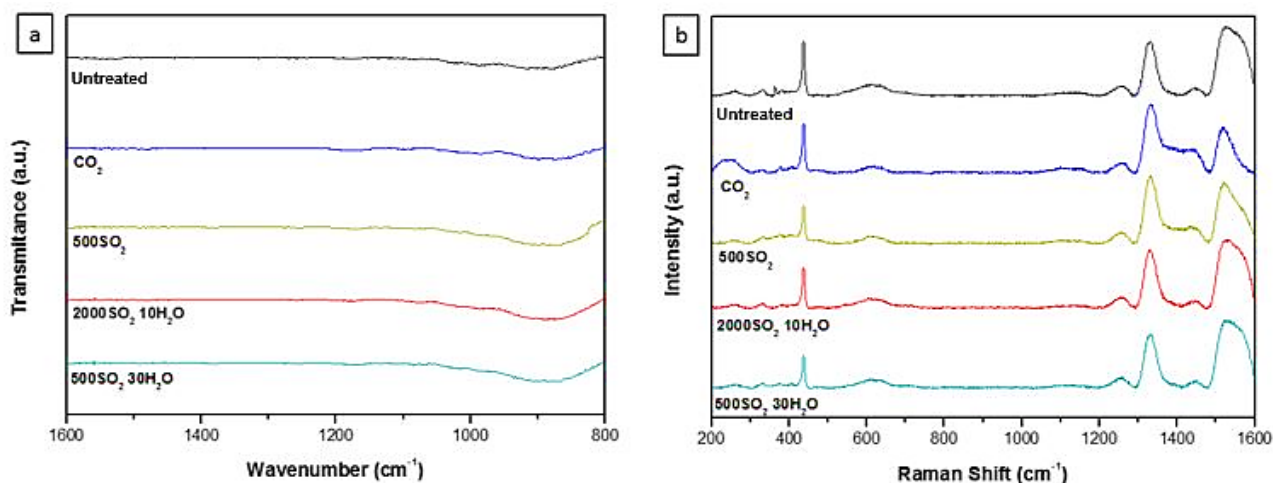 a
Untreated
CO₂
500SO₂
2000SO₂ 10H₂O
500SO₂ 30H₂O
Transmitance (a.u.)
1600 1400 1200 1000 800
Wavenumber (cm⁻¹)
b
Untreated
CO₂
500SO₂
2000SO₂ 10H₂O
500SO₂ 30H₂O
Intensity (a.u.)
200 400 600 800 1000 1200 1400 1600
Raman Shift (cm⁻¹)